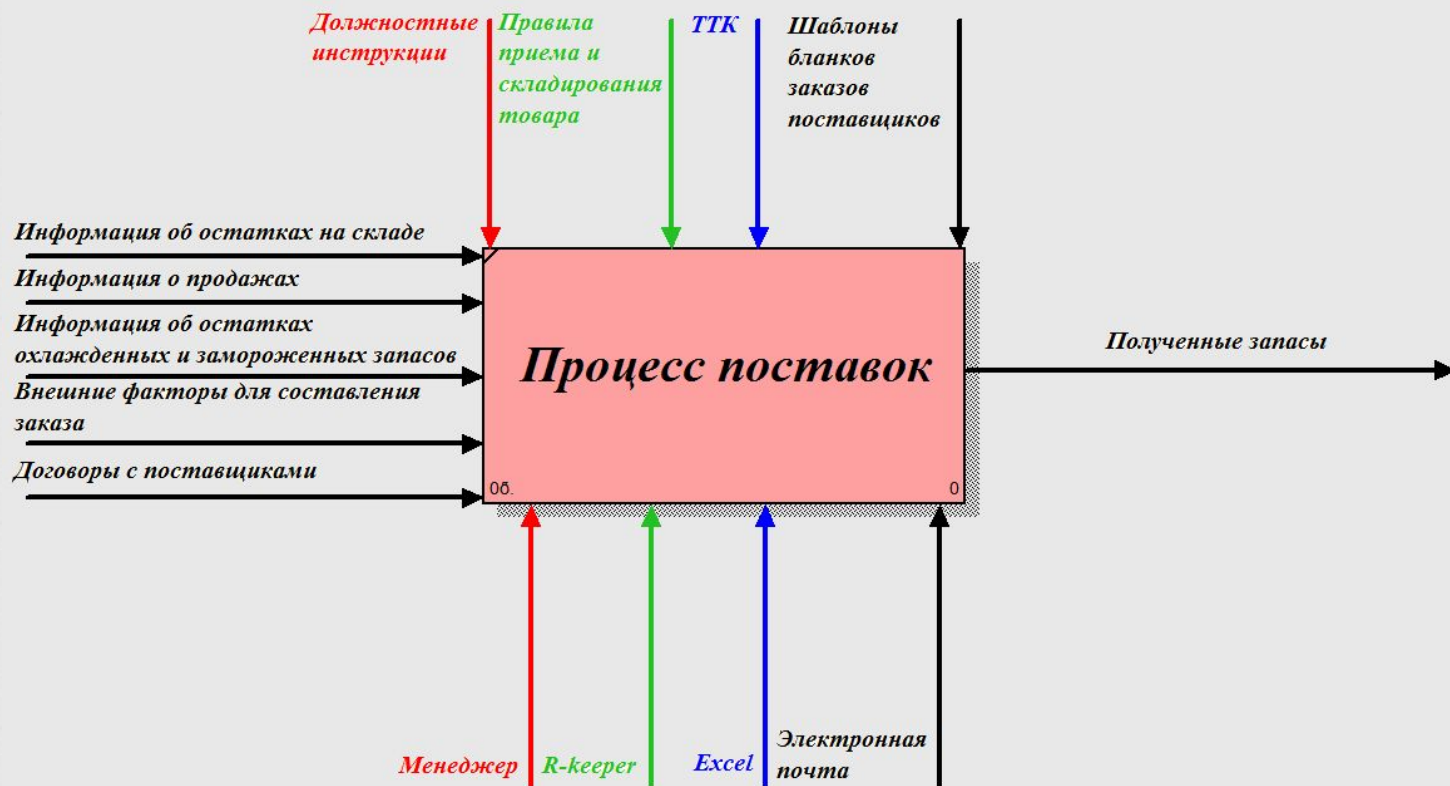 Должностные
инструкции
Правила
приема и
складирования
товара
ТТК
Шаблоны
бланков
заказов
поставщиков
Информация об остатках на складе
Информация о продажах
Информация об остатках
охлажденных и замороженных запасов
Внешние факторы для составления
заказа
Договоры с поставщиками
Процесс поставок
0б.
0
Полученные запасы
Менеджер
R-keeper
Excel
Электронная
почта